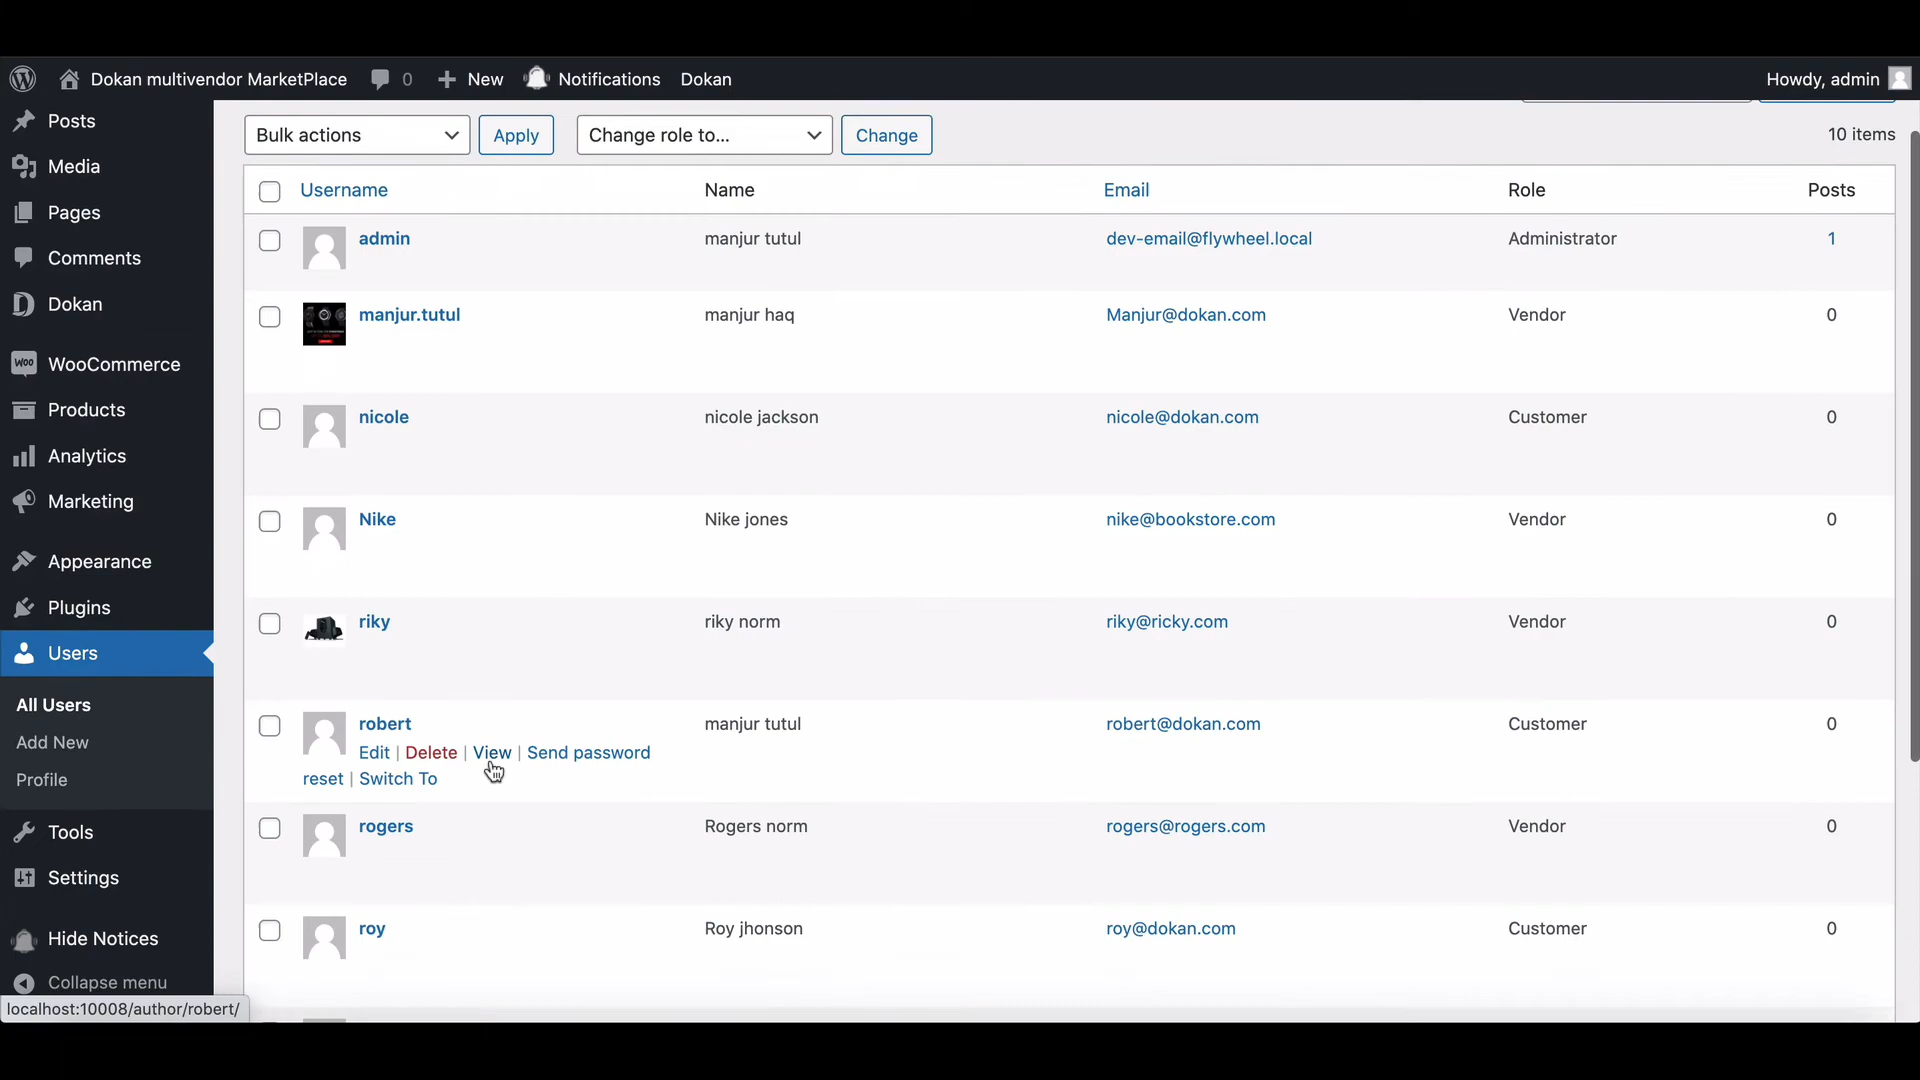 Dokan multivendor MarketPlace 0 New Notifications Dokan Howdy, admin
Posts
Media
Pages
Comments
Dokan
WOO WooCommerce
Products
Analytics
Marketing
Appearance
Plugins
Users
All Users
Add New
Profile
Tools
Settings
Hide Notices
Collapse menu
localhost:10008/author/robert/
Bulk actions Apply Change role to... Change 10 items
Username Name Email Role Posts
admin manjur tutul dev-email@flywheel.local Administrator 1
manjur.tutul manjur haq Manjur@dokan.com Vendor 0
nicole nicole jackson nicole@dokan.com Customer 0
Nike Nike jones nike@bookstore.com Vendor 0
riky riky norm riky@ricky.com Vendor 0
robert manjur tutul robert@dokan.com Customer 0
Edit | Delete | View | Send password
reset | Switch To
rogers Rogers norm rogers@rogers.com Vendor 0
roy Roy jhonson roy@dokan.com Customer 0